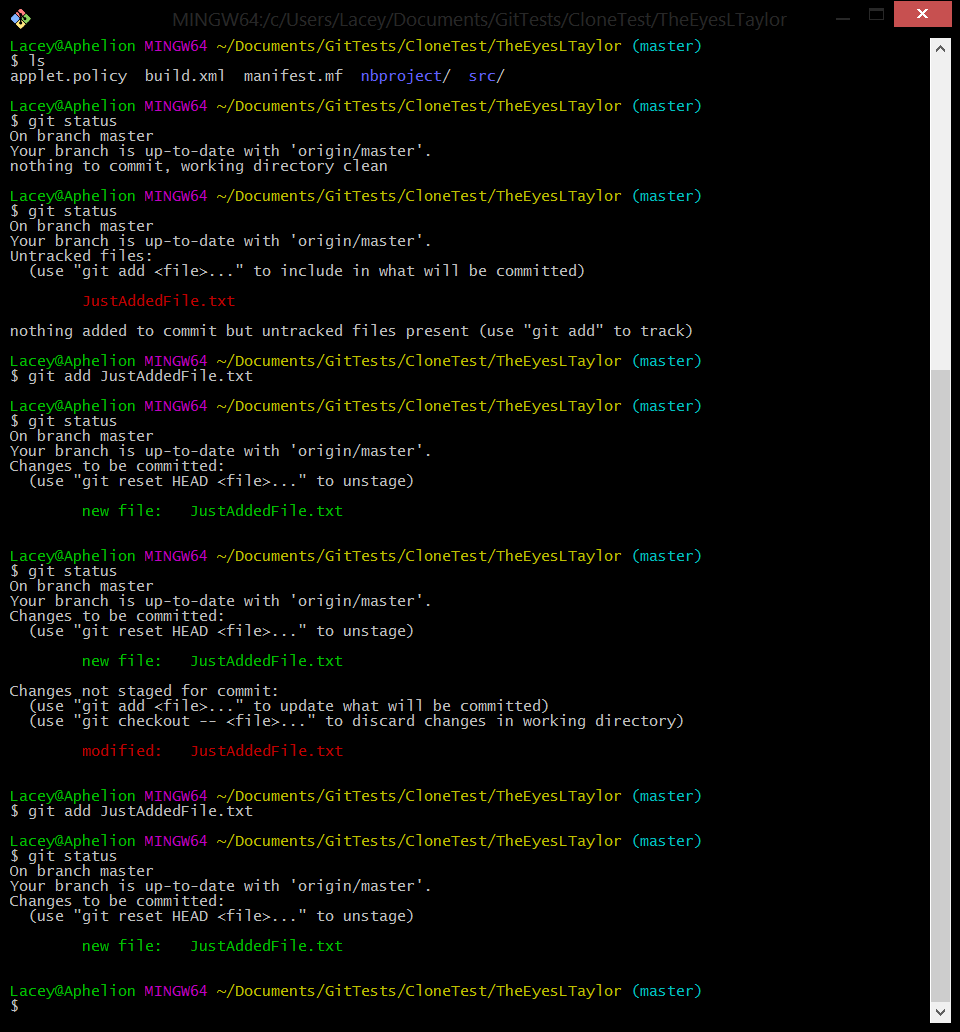 MINGW64:/c/Users/Lacey/Documents/GitTests/CloneTest/TheEyesLTaylor
Lacey@Aphelion MINGW64 ~/Documents/GitTests/CloneTest/TheEyesLTaylor (master)
$ ls
applet.policy  build.xml  manifest.mf  nbproject/  src/
Lacey@Aphelion MINGW64 ~/Documents/GitTests/CloneTest/TheEyesLTaylor (master)
$ git status
On branch master
Your branch is up-to-date with 'origin/master'.
nothing to commit, working directory clean
Lacey@Aphelion MINGW64 ~/Documents/GitTests/CloneTest/TheEyesLTaylor (master)
$ git status
On branch master
Your branch is up-to-date with 'origin/master'.
Untracked files:
  (use "git add <file>..." to include in what will be committed)
        JustAddedFile.txt
nothing added to commit but untracked files present (use "git add" to track)
Lacey@Aphelion MINGW64 ~/Documents/GitTests/CloneTest/TheEyesLTaylor (master)
$ git add JustAddedFile.txt
Lacey@Aphelion MINGW64 ~/Documents/GitTests/CloneTest/TheEyesLTaylor (master)
$ git status
On branch master
Your branch is up-to-date with 'origin/master'.
Changes to be committed:
  (use "git reset HEAD <file>..." to unstage)
        new file:   JustAddedFile.txt
Lacey@Aphelion MINGW64 ~/Documents/GitTests/CloneTest/TheEyesLTaylor (master)
$ git status
On branch master
Your branch is up-to-date with 'origin/master'.
Changes to be committed:
  (use "git reset HEAD <file>..." to unstage)
        new file:   JustAddedFile.txt
Changes not staged for commit:
  (use "git add <file>..." to update what will be committed)
  (use "git checkout -- <file>..." to discard changes in working directory)
        modified:   JustAddedFile.txt
Lacey@Aphelion MINGW64 ~/Documents/GitTests/CloneTest/TheEyesLTaylor (master)
$ git add JustAddedFile.txt
Lacey@Aphelion MINGW64 ~/Documents/GitTests/CloneTest/TheEyesLTaylor (master)
$ git status
On branch master
Your branch is up-to-date with 'origin/master'.
Changes to be committed:
  (use "git reset HEAD <file>..." to unstage)
        new file:   JustAddedFile.txt
Lacey@Aphelion MINGW64 ~/Documents/GitTests/CloneTest/TheEyesLTaylor (master)
$